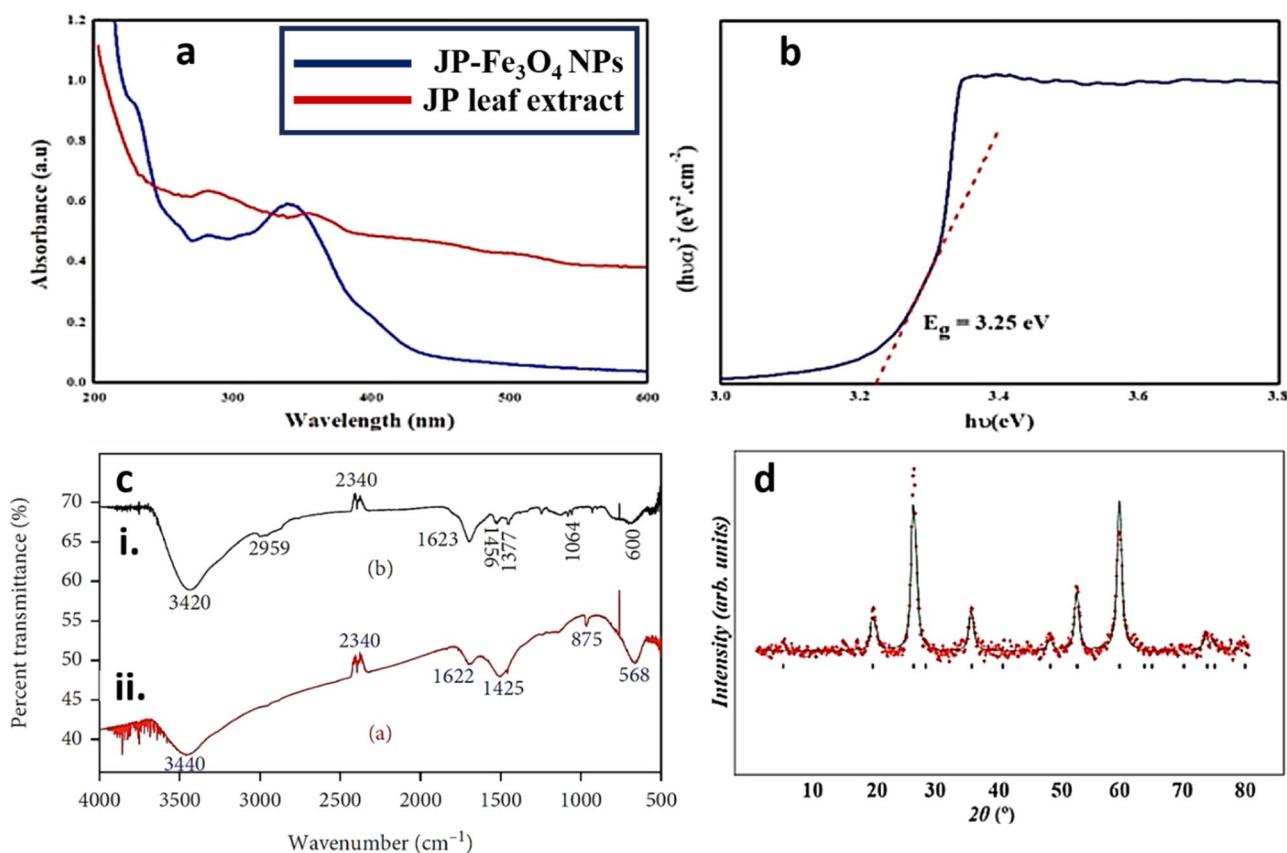 a
JP-Fe₃O₄ NPs
JP leaf extract
1.2
1.0
0.8
0.6
0.4
0.2
0.0
Absorbance (a.u)
200 300 400 500 600
Wavelength (nm)
b
(hυα)² (eV².cm⁻²)
E_g = 3.25 eV
3.0 3.2 3.4 3.6 3.8
hυ(eV)
c
i.
ii.
Percent transmittance (%)
70
65
60
55
50
45
40
2340
3420
2959
1623
1456
1377
1064
600
(b)
2340
875
1622
1425
568
3440
(a)
4000 3500 3000 2500 2000 1500 1000 500
Wavenumber (cm⁻¹)
d
Intensity (arb. units)
10 20 30 40 50 60 70 80
2θ (º)